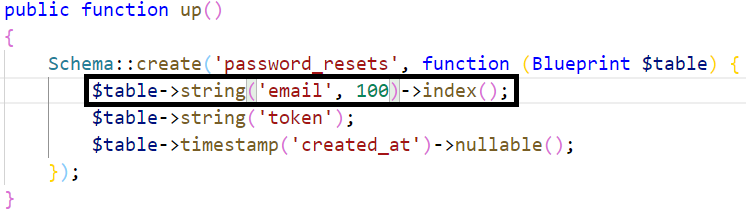 public function up()
{
Schema::create('password_resets', function (Blueprint $table) {
$table->string('email', 100)->index();
$table->string('token');
$table->timestamp('created_at')->nullable();
});
}